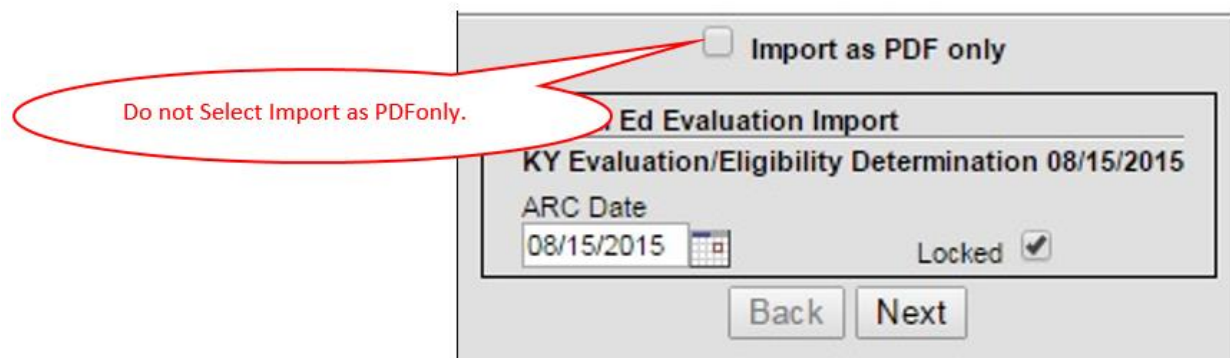 Import as PDF only
Do not Select Import as PDFonly.
Ed Evaluation Import
KY Evaluation/Eligibility Determination 08/15/2015
ARC Date
08/15/2015
Locked
Back Next